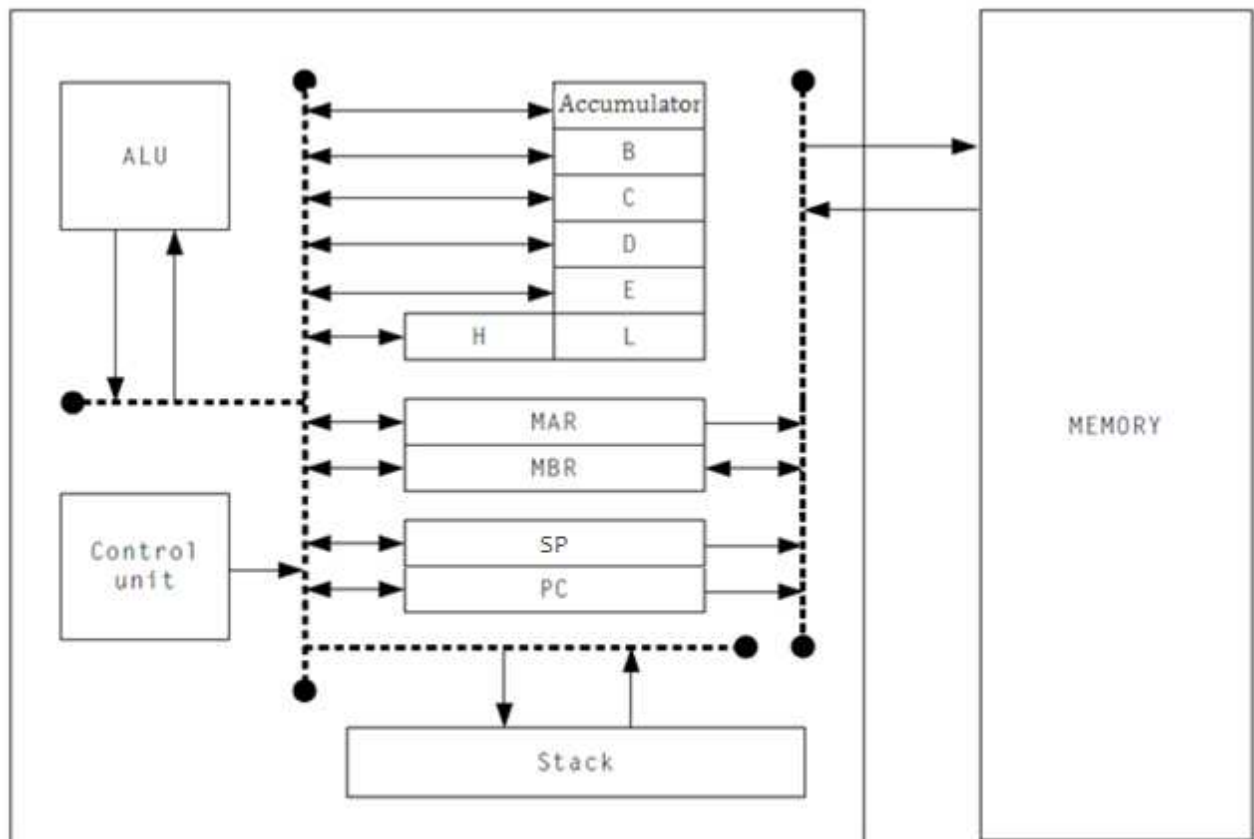 Accumulator
ALU
B
C
D
E
H
L
MAR
MBR
MEMORY
Control
unit
SP
PC
Stack